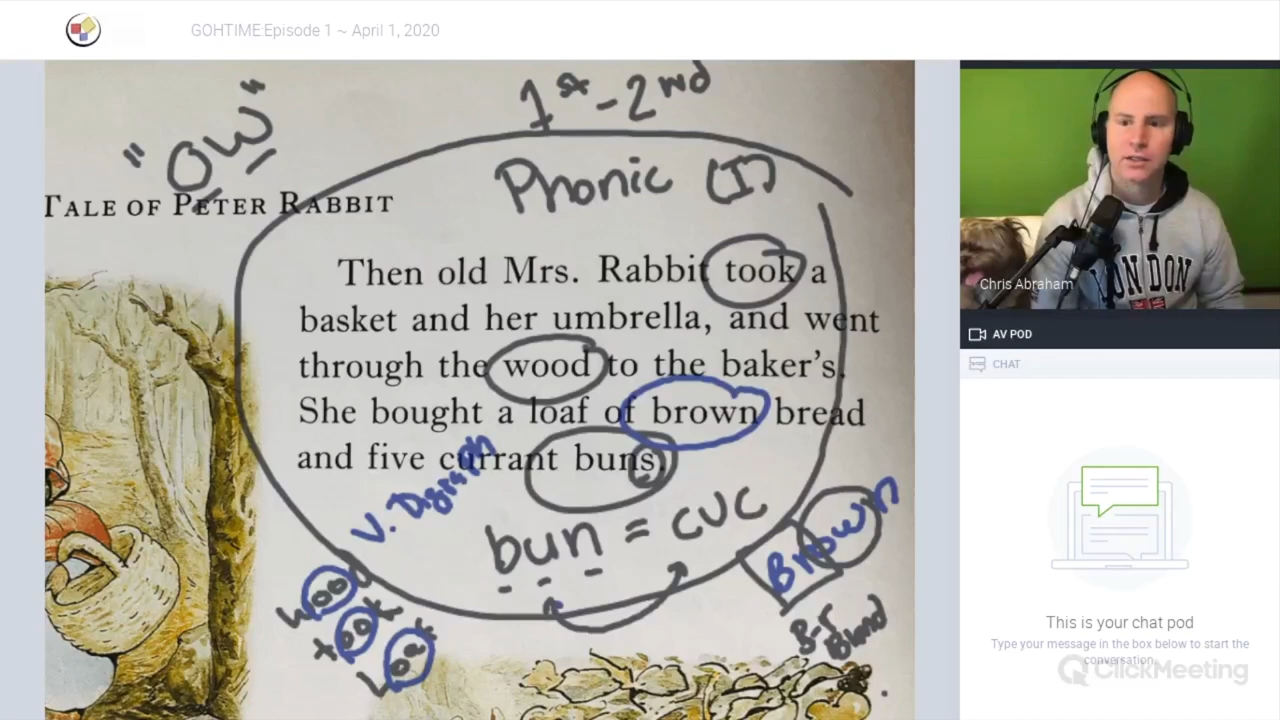 GOHTIME:Episode 1 ~ April 1, 2020
1st - 2nd
"OW"
Phonic (I)
TALE OF PETER RABBIT
Then old Mrs. Rabbit took a
basket and her umbrella, and went
through the wood to the baker's.
She bought a loaf of brown bread
and five currant buns.
V. Digraph
bun = CVC
Brown
B-r
Blend
Wood
took
Look
LONDON
Chris Abraham
AV POD
CHAT
This is your chat pod
Type your message in the box below to start the
conversation.
ClickMeeting